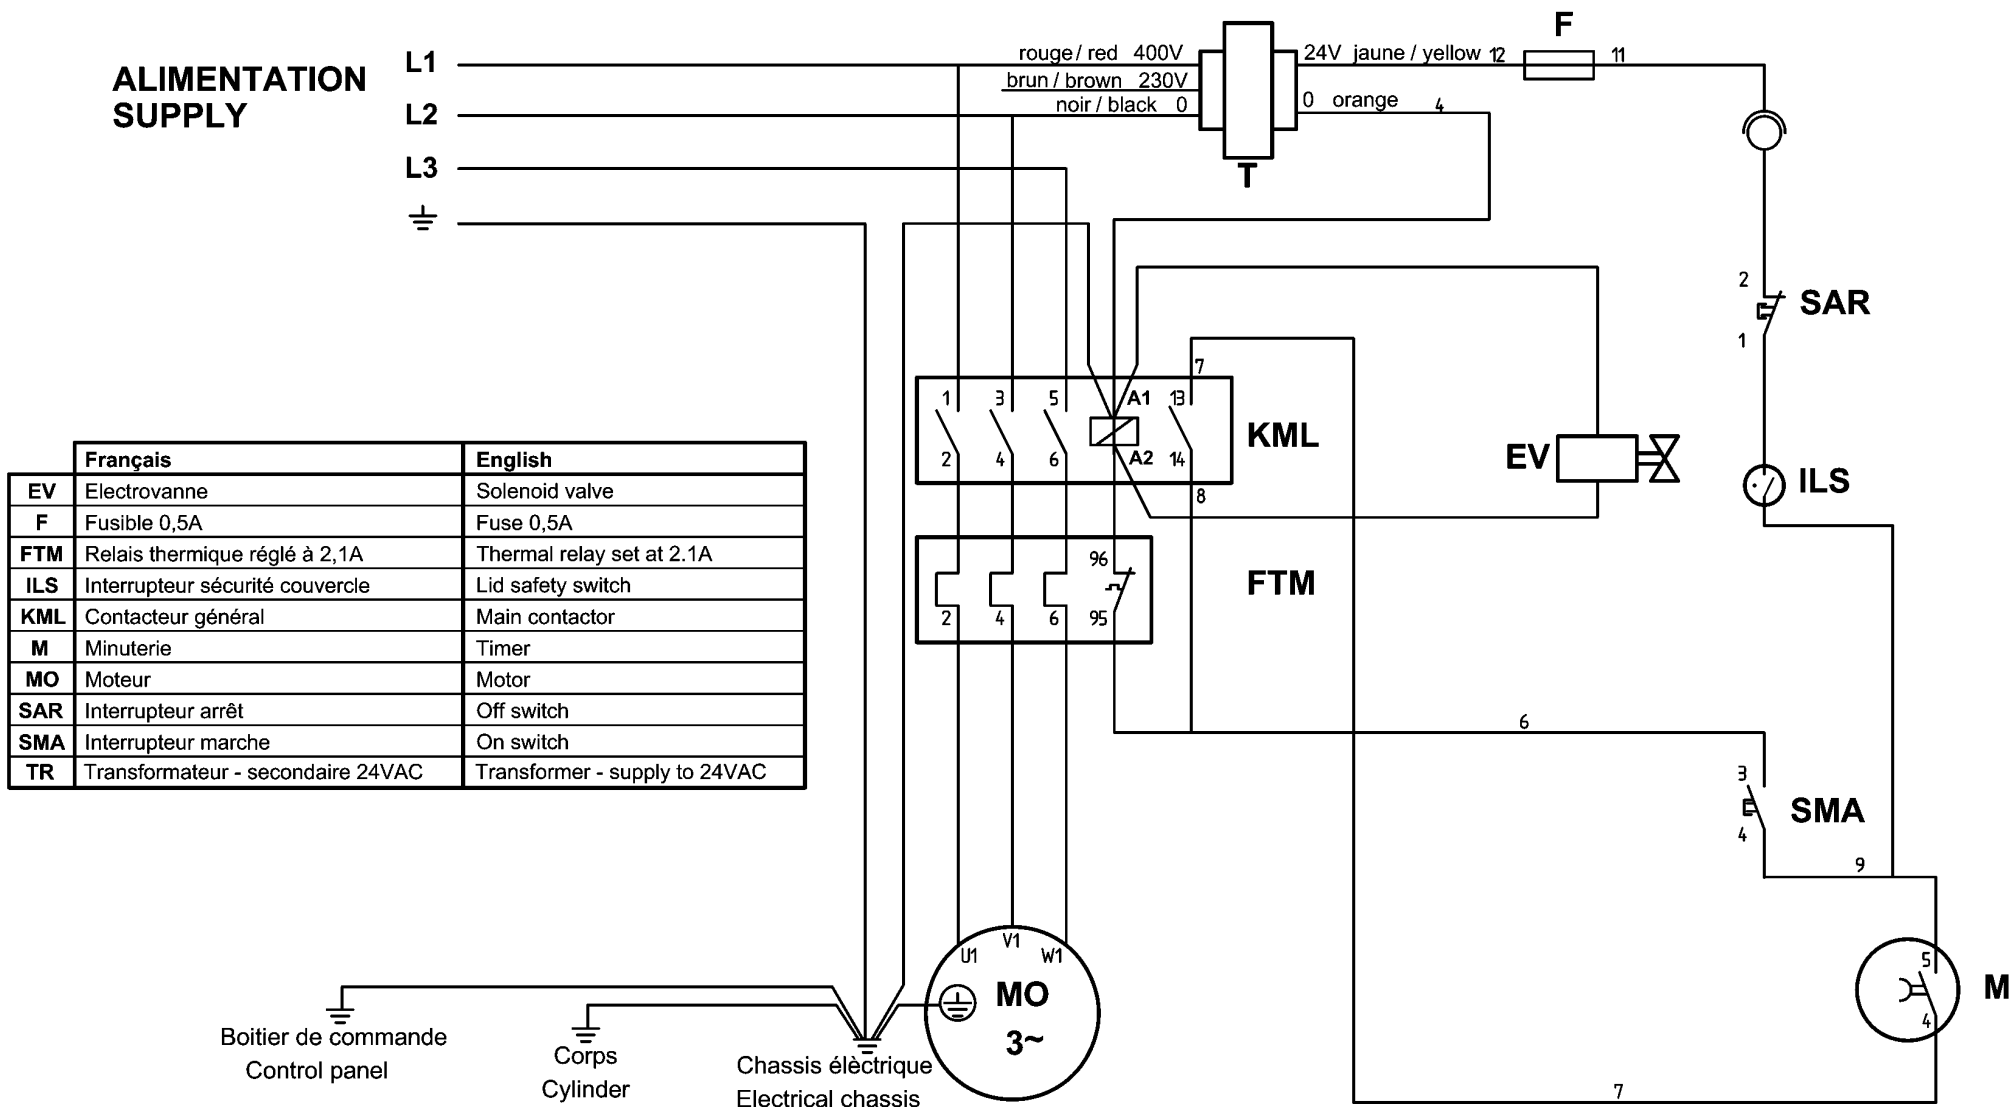 ALIMENTATION
SUPPLY
L1
L2
L3
rouge / red 400V
brun / brown 230V
noir / black 0
T
24V jaune / yellow 12
F
11
0 orange 4
2
SAR
1
7
1 3 5 A1 13
KML
2 4 6 A2 14
8
EV
ILS
96
FTM
2 4 6 95
6
3
SMA
4
9
5
M
4
7
U1 V1 W1
MO
3~
Français English
EV Electrovanne Solenoid valve
F Fusible 0,5A Fuse 0,5A
FTM Relais thermique réglé à 2,1A Thermal relay set at 2.1A
ILS Interrupteur sécurité couvercle Lid safety switch
KML Contacteur général Main contactor
M Minuterie Timer
MO Moteur Motor
SAR Interrupteur arrêt Off switch
SMA Interrupteur marche On switch
TR Transformateur - secondaire 24VAC Transformer - supply to 24VAC
Boitier de commande
Control panel
Corps
Cylinder
Chassis élèctrique
Electrical chassis